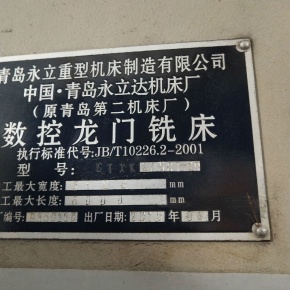 青岛永立重型机床制造有限公司
中国·青岛永立达机床厂
(原青岛第二机床厂)
数控龙门铣床
执行标准代号:JB/T10226.2-2001
型号:
工最大宽度: mm
工最大长度: mm
编号: 出厂日期: 年 月